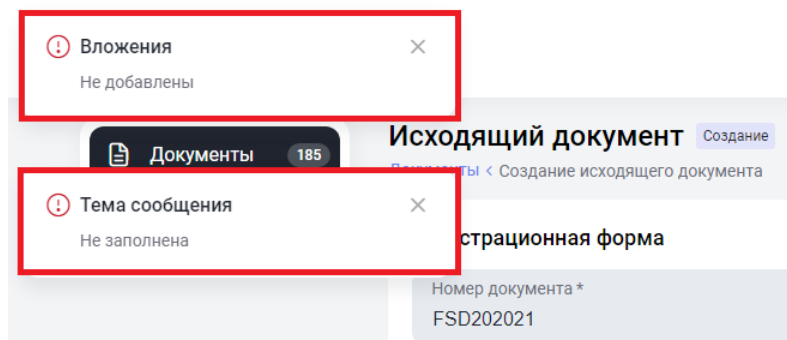 Вложения
Не добавлены
Исходящий документ Создание
Документы 185
< Создание исходящего документа
Тема сообщения
Не заполнена
форма
Номер документа *
FSD202021